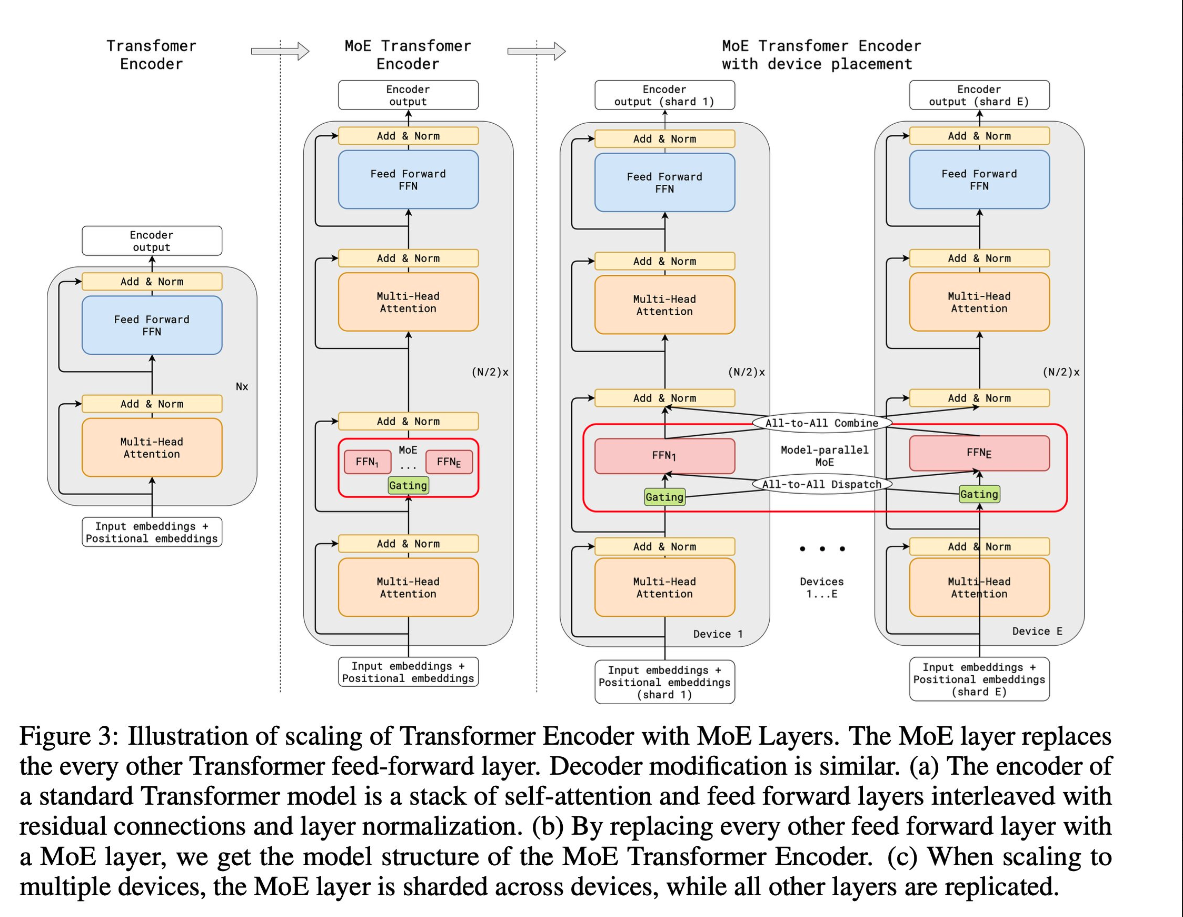 Transfomer
Encoder
MoE Transfomer
Encoder
MoE Transfomer Encoder
with device placement
Encoder
output
Add & Norm
Feed Forward
FFN
Add & Norm
Multi-Head
Attention
Nx
Input embeddings +
Positional embeddings
Encoder
output
Add & Norm
Feed Forward
FFN
Add & Norm
Multi-Head
Attention
(N/2)x
Add & Norm
MoE
FFN₁
...
FFN_E
Gating
Add & Norm
Multi-Head
Attention
Input embeddings +
Positional embeddings
Encoder
output (shard 1)
Add & Norm
Feed Forward
FFN
Add & Norm
Multi-Head
Attention
(N/2)x
Add & Norm
FFN₁
Gating
Add & Norm
Multi-Head
Attention
Device 1
Input embeddings +
Positional embeddings
(shard 1)
All-to-All Combine
Model-parallel
MoE
All-to-All Dispatch
• • •
Devices
1...E
Encoder
output (shard E)
Add & Norm
Feed Forward
FFN
Add & Norm
Multi-Head
Attention
(N/2)x
Add & Norm
FFN_E
Gating
Add & Norm
Multi-Head
Attention
Device E
Input embeddings +
Positional embeddings
(shard E)
Figure 3: Illustration of scaling of Transformer Encoder with MoE Layers. The MoE layer replaces
the every other Transformer feed-forward layer. Decoder modification is similar. (a) The encoder of
a standard Transformer model is a stack of self-attention and feed forward layers interleaved with
residual connections and layer normalization. (b) By replacing every other feed forward layer with
a MoE layer, we get the model structure of the MoE Transformer Encoder. (c) When scaling to
multiple devices, the MoE layer is sharded across devices, while all other layers are replicated.